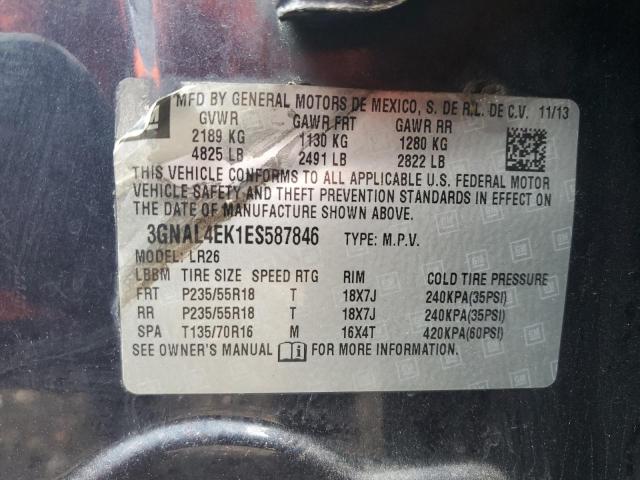 MFD BY GENERAL MOTORS DE MEXICO, S. DE R.L. DE C.V. 11/13
GVWR GAWR FRT GAWR RR
2189 KG 1130 KG 1280 KG
4825 LB 2491 LB 2822 LB
THIS VEHICLE CONFORMS TO ALL APPLICABLE U.S. FEDERAL MOTOR
VEHICLE SAFETY AND THEFT PREVENTION STANDARDS IN EFFECT ON
THE DATE OF MANUFACTURE SHOWN ABOVE.
3GNAL4EK1ES587846 TYPE: M.P.V.
MODEL: LR26
LBBM TIRE SIZE SPEED RTG RIM COLD TIRE PRESSURE
FRT P235/55R18 T 18X7J 240KPA(35PSI)
RR P235/55R18 T 18X7J 240KPA(35PSI)
SPA T135/70R16 M 16X4T 420KPA(60PSI)
SEE OWNER'S MANUAL FOR MORE INFORMATION.